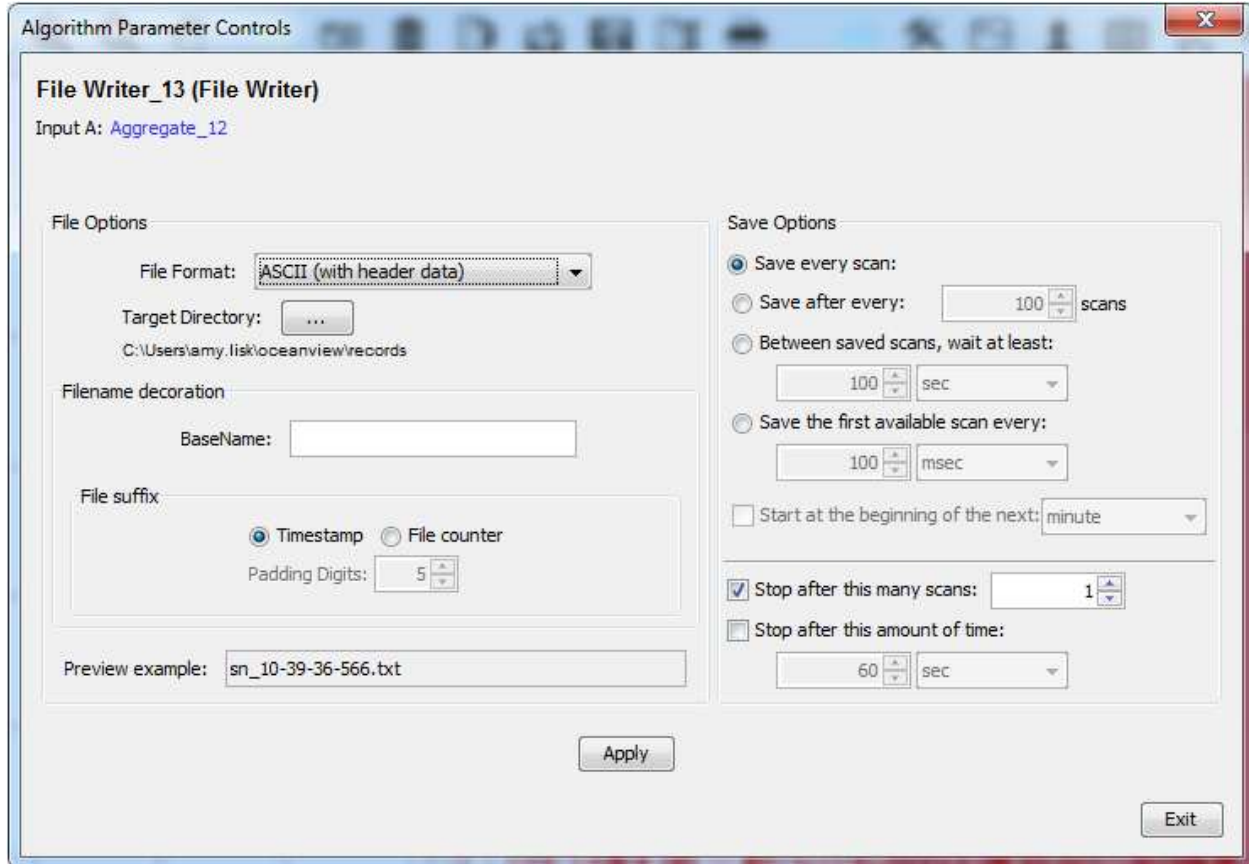 Algorithm Parameter Controls
File Writer_13 (File Writer)
Input A: Aggregate_12
File Options
File Format: ASCII (with header data)
Target Directory: ...
C:\Users\amy.lisk\oceanview\records
Filename decoration
BaseName:
File suffix
Timestamp File counter
Padding Digits: 5
Preview example: sn_10-39-36-566.txt
Save Options
Save every scan:
Save after every: 100 scans
Between saved scans, wait at least:
100 sec
Save the first available scan every:
100 msec
Start at the beginning of the next: minute
Stop after this many scans: 1
Stop after this amount of time:
60 sec
Apply
Exit